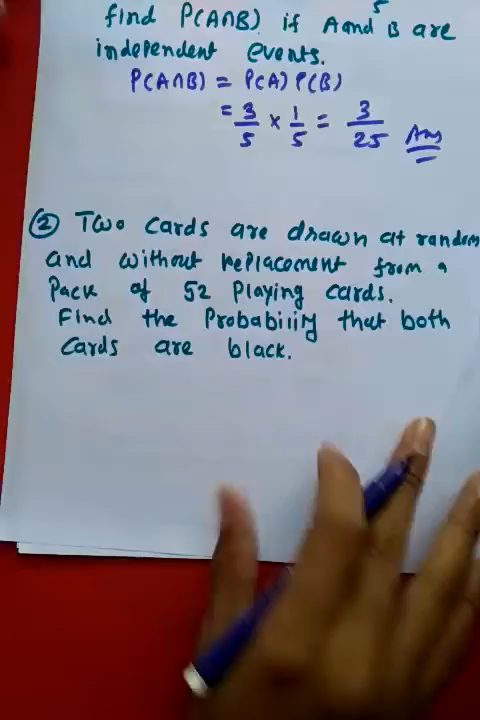 5
find P(A∩B) if A and B are
independent events.
P(A∩B) = P(A) P(B)
= 3/5 × 1/5 = 3/25 Ans
② Two cards are drawn at random
and without replacement from a
Pack of 52 Playing cards.
Find the Probability that both
cards are black.